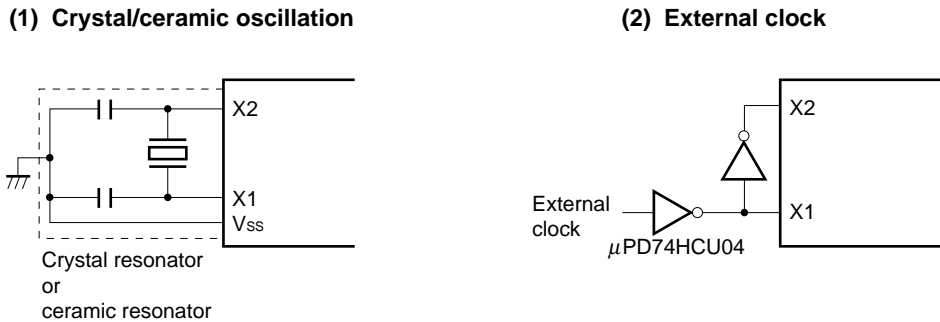 (1) Crystal/ceramic oscillation
X2
X1
Vss
Crystal resonator
or
ceramic resonator
(2) External clock
X2
X1
External
clock
μPD74HCU04